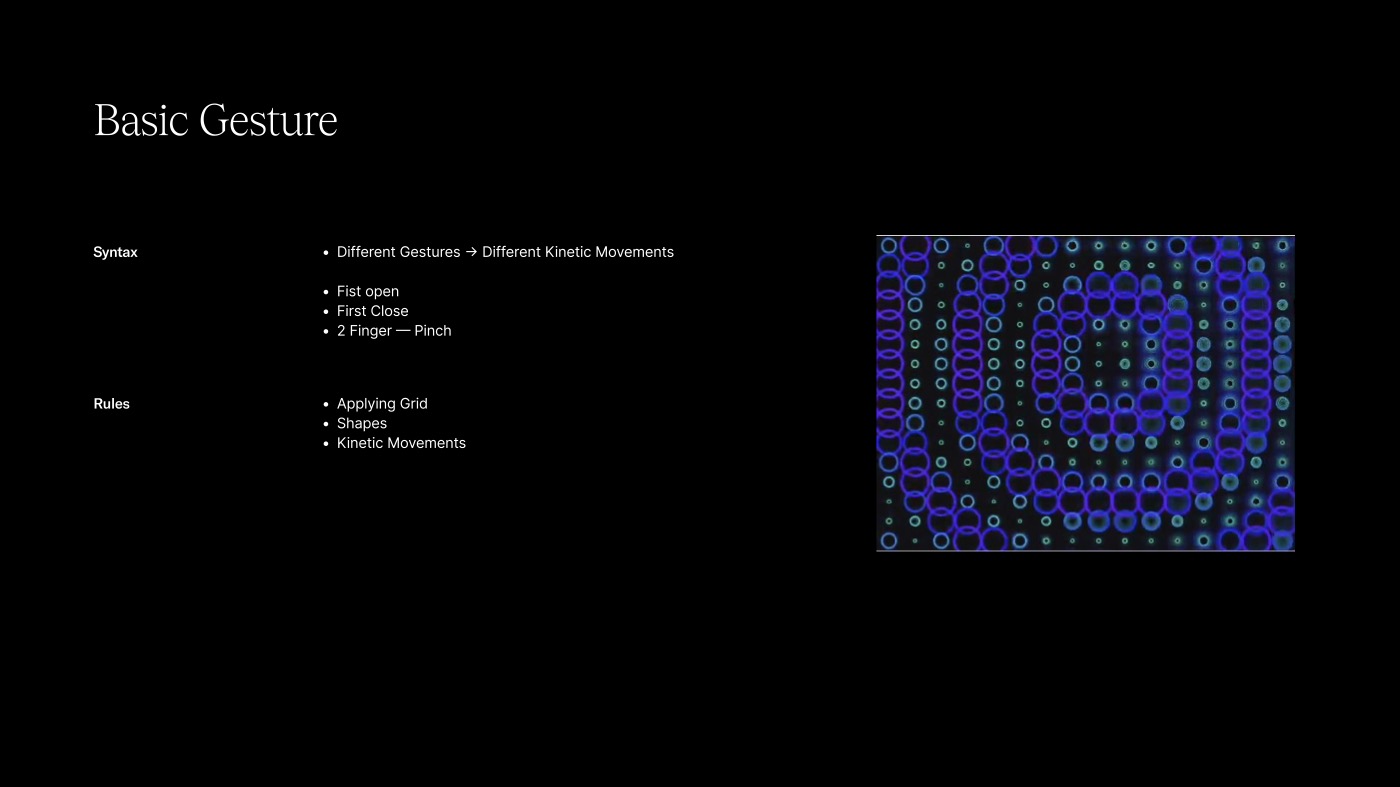 Basic Gesture
Syntax
• Different Gestures → Different Kinetic Movements
• Fist open
• First Close
• 2 Finger — Pinch
Rules
• Applying Grid
• Shapes
• Kinetic Movements